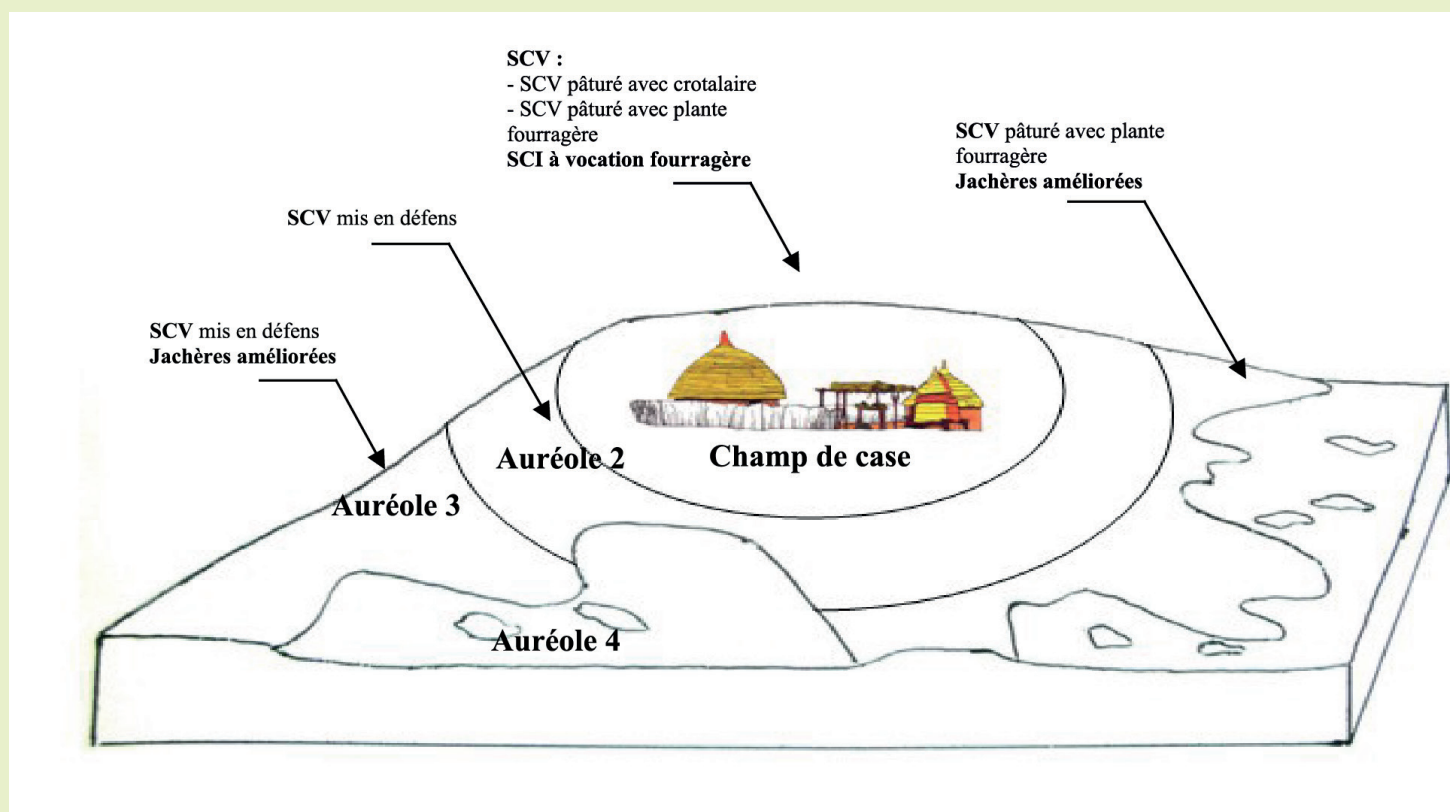 SCV :
- SCV pâturé avec crotalaire
- SCV pâturé avec plante
fourragère
SCI à vocation fourragère
SCV pâturé avec plante
fourragère
Jachères améliorées
SCV mis en défens
SCV mis en défens
Jachères améliorées
Auréole 2
Champ de case
Auréole 3
Auréole 4